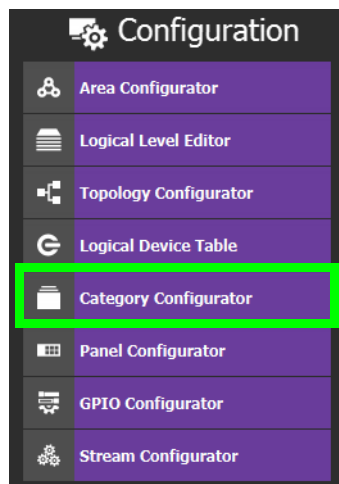 Configuration
Area Configurator
Logical Level Editor
Topology Configurator
Logical Device Table
Category Configurator
Panel Configurator
GPIO Configurator
Stream Configurator